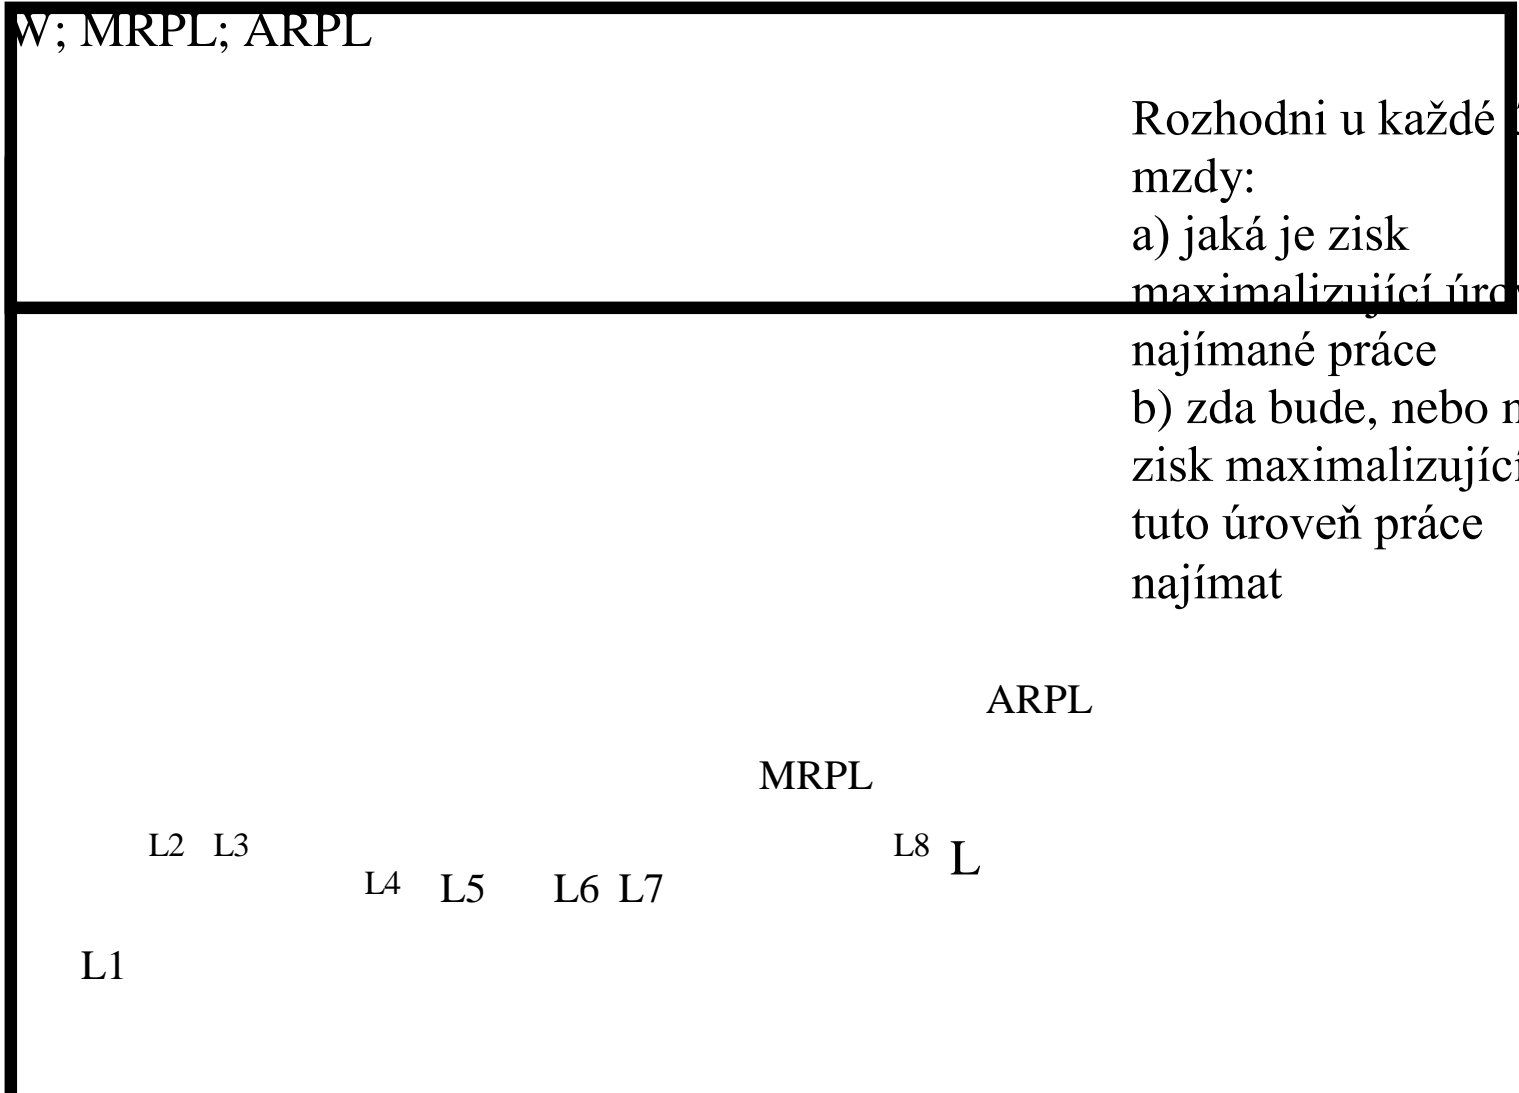 W; MRPL; ARPL
Rozhodni u každé
mzdy:
a) jaká je zisk
maximalizující
najímané práce
b) zda bude, nebo
zisk maximalizující
tuto úroveň práce
najímat
ARPL
MRPL
L2 L3
L8 L
L4 L5 L6 L7
L1